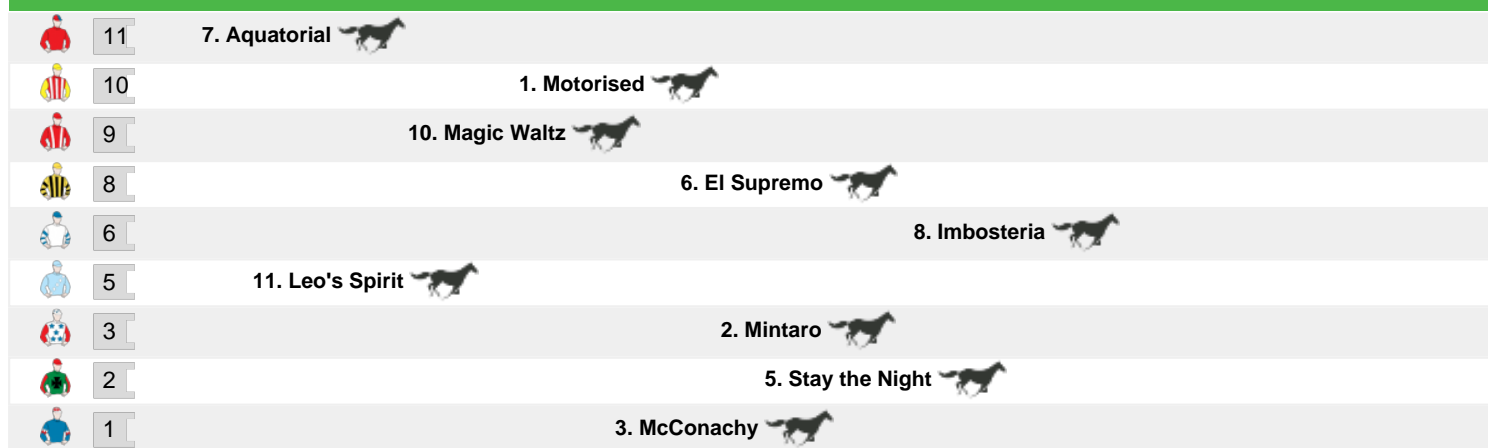 11 7. Aquatorial
10 1. Motorised
9 10. Magic Waltz
8 6. El Supremo
6 8. Imbosteria
5 11. Leo's Spirit
3 2. Mintaro
2 5. Stay the Night
1 3. McConachy